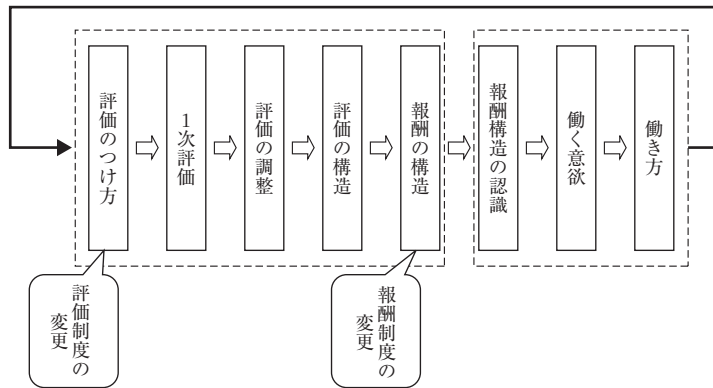 評価のつけ方
1次評価
評価の調整
評価の構造
報酬の構造
報酬構造の認識
働く意欲
働き方
評価制度の
変更
報酬制度の
変更